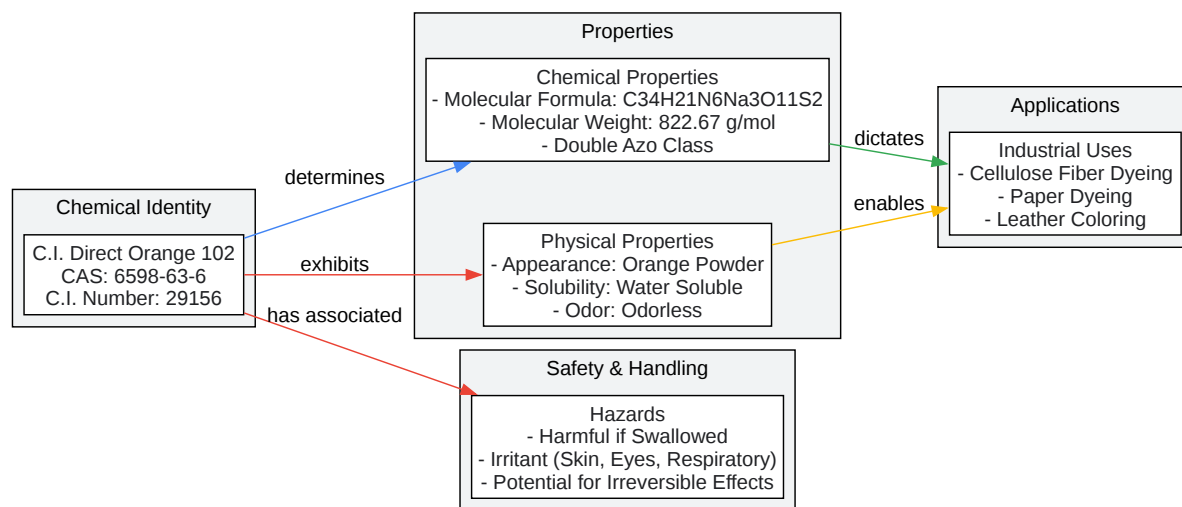 Chemical Identity
C.I. Direct Orange 102
CAS: 6598-63-6
C.I. Number: 29156
determines
exhibits
has associated
Properties
Chemical Properties
- Molecular Formula: C34H21N6Na3O11S2
- Molecular Weight: 822.67 g/mol
- Double Azo Class
Physical Properties
- Appearance: Orange Powder
- Solubility: Water Soluble
- Odor: Odorless
Safety & Handling
Hazards
- Harmful if Swallowed
- Irritant (Skin, Eyes, Respiratory)
- Potential for Irreversible Effects
dictates
enables
Applications
Industrial Uses
- Cellulose Fiber Dyeing
- Paper Dyeing
- Leather Coloring